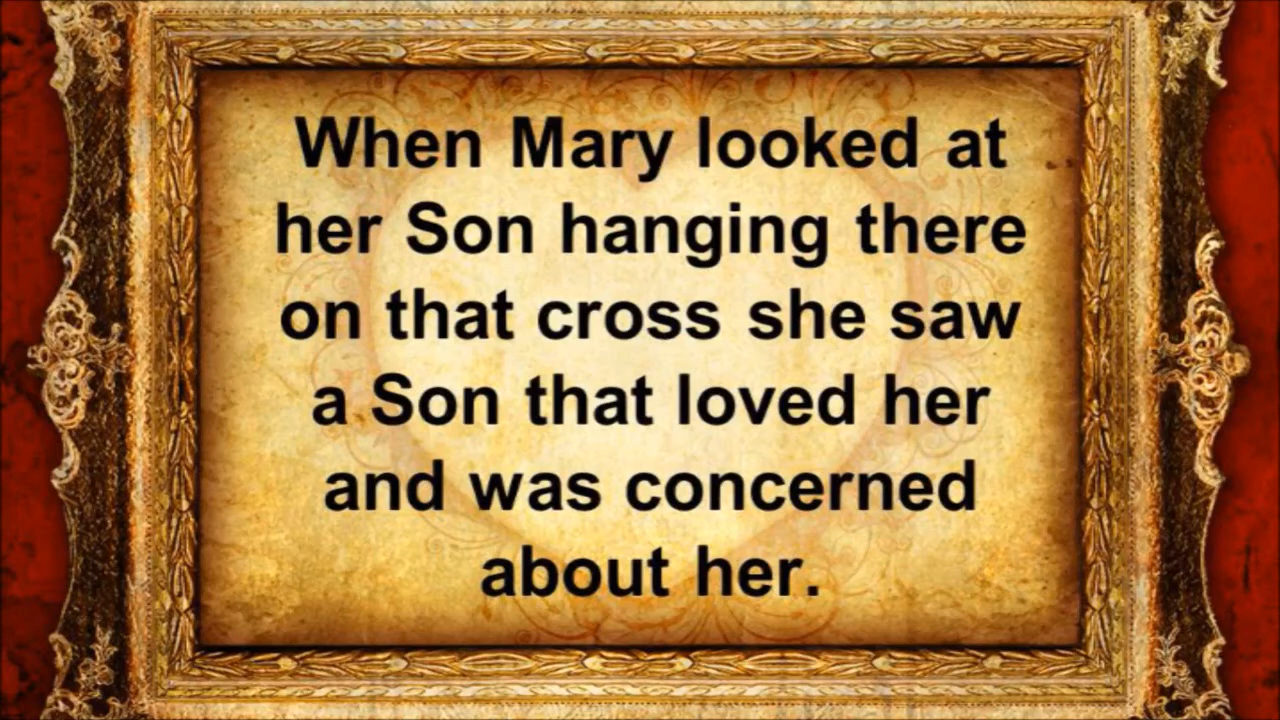 When Mary looked at
her Son hanging there
on that cross she saw
a Son that loved her
and was concerned
about her.